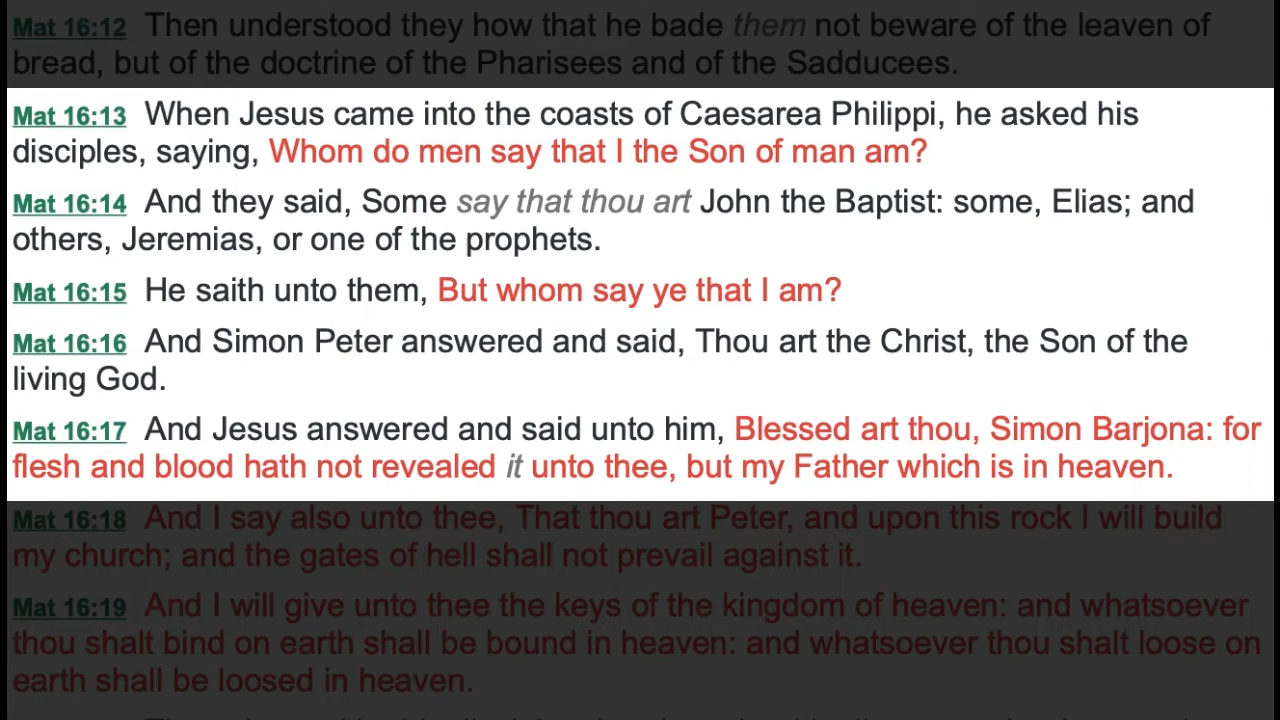 Mat 16:12 Then understood they how that he bade them not beware of the leaven of
bread, but of the doctrine of the Pharisees and of the Sadducees.
Mat 16:13 When Jesus came into the coasts of Caesarea Philippi, he asked his
disciples, saying, Whom do men say that I the Son of man am?
Mat 16:14 And they said, Some say that thou art John the Baptist: some, Elias; and
others, Jeremias, or one of the prophets.
Mat 16:15 He saith unto them, But whom say ye that I am?
Mat 16:16 And Simon Peter answered and said, Thou art the Christ, the Son of the
living God.
Mat 16:17 And Jesus answered and said unto him, Blessed art thou, Simon Barjona: for
flesh and blood hath not revealed it unto thee, but my Father which is in heaven.
Mat 16:18 And I say also unto thee, That thou art Peter, and upon this rock I will build
my church; and the gates of hell shall not prevail against it.
Mat 16:19 And I will give unto thee the keys of the kingdom of heaven: and whatsoever
thou shalt bind on earth shall be bound in heaven: and whatsoever thou shalt loose on
earth shall be loosed in heaven.